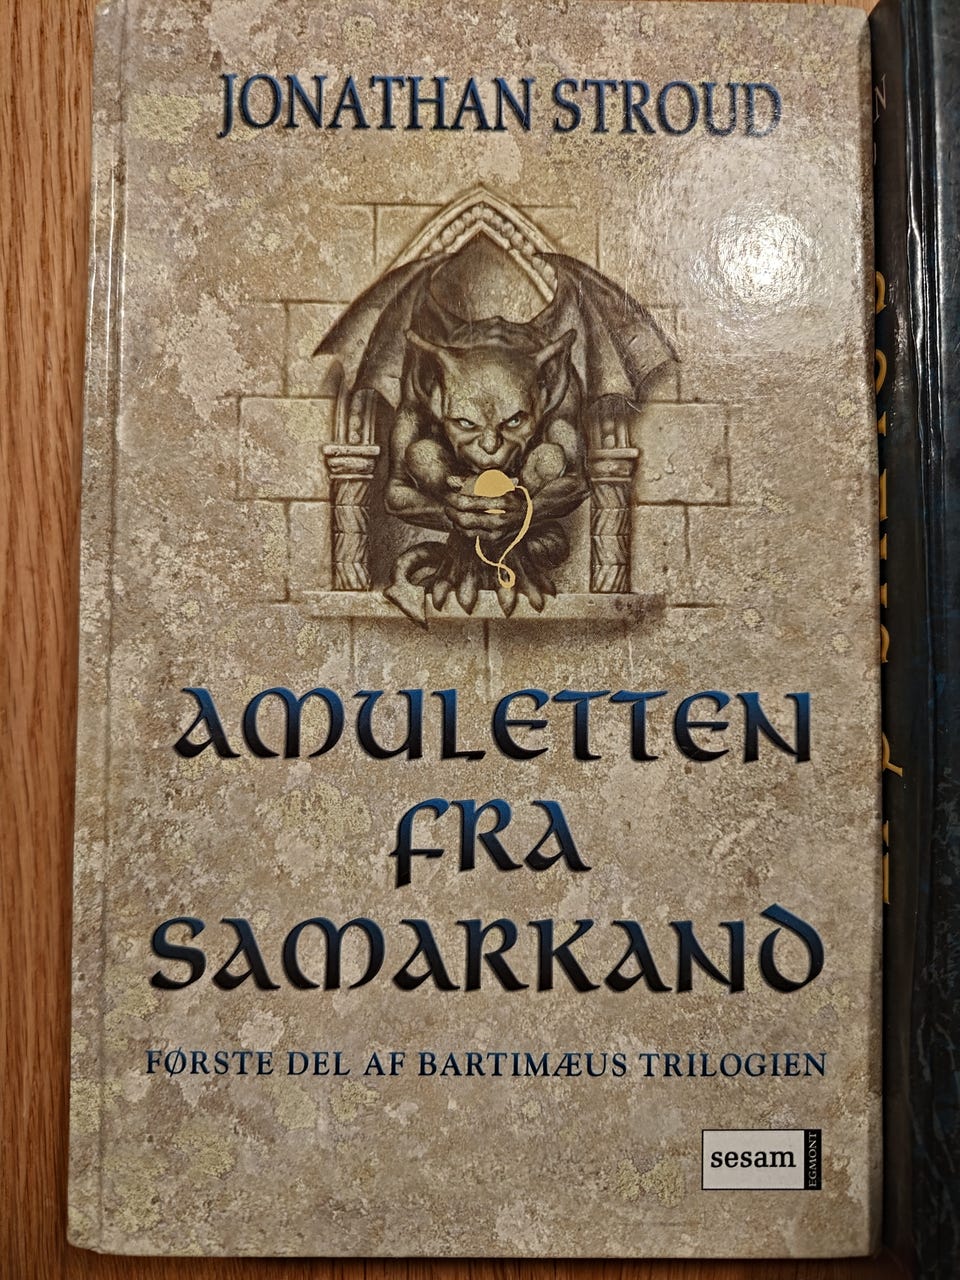 JONATHAN STROUD
AMULETTEN
FRA
SAMARKAND
FØRSTE DEL AF BARTIMÆUS TRILOGIEN
sesam
EGMONT